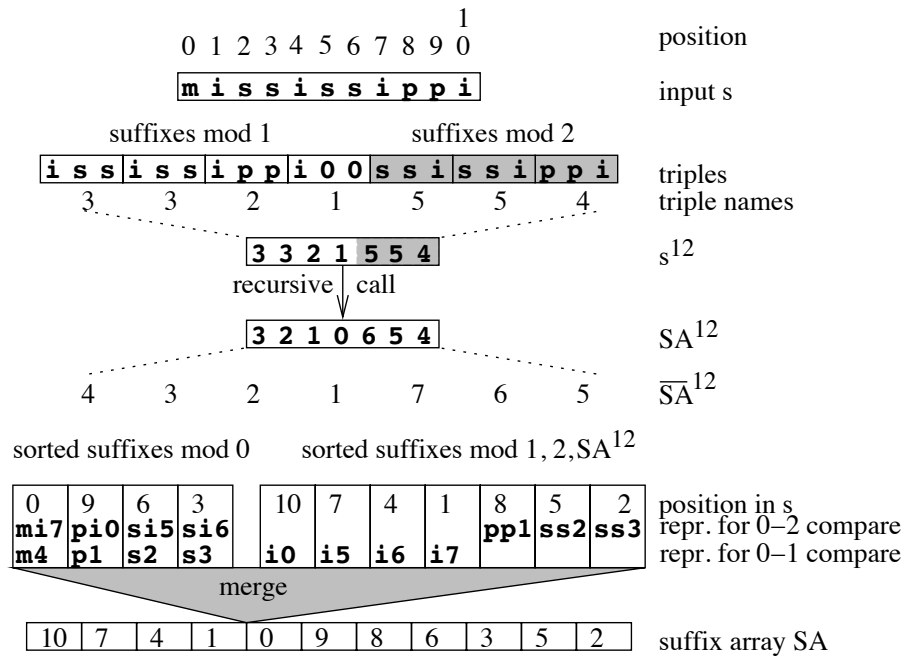 1
0 1 2 3 4 5 6 7 8 9 0 position
m i s s i s s i p p i input s
suffixes mod 1 suffixes mod 2
i s s i s s i p p i 0 0 s s i s s i p p i triples
3 3 2 1 5 5 4 triple names
3 3 2 1 5 5 4 s12
recursive call
3 2 1 0 6 5 4 SA12
4 3 2 1 7 6 5 SA12
sorted suffixes mod 0 sorted suffixes mod 1, 2, SA12
0 9 6 3 10 7 4 1 8 5 2 position in s
mi7 pi0 si5 si6 pp1 ss2 ss3 repr. for 0−2 compare
m4 p1 s2 s3 i0 i5 i6 i7 repr. for 0−1 compare
merge
10 7 4 1 0 9 8 6 3 5 2 suffix array SA